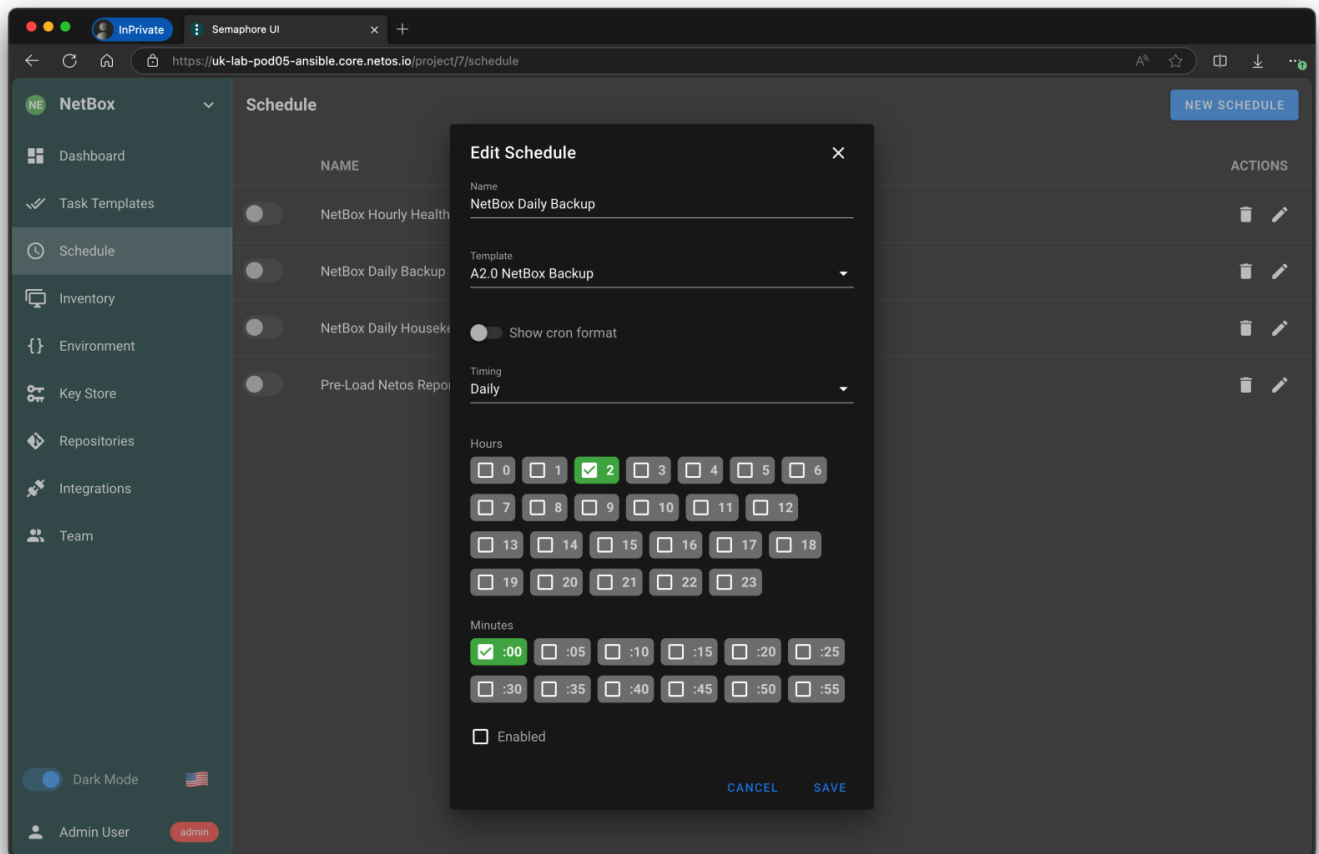 InPrivate
Semaphore UI
https://uk-lab-pod05-ansible.core.netos.io/project/7/schedule
NE NetBox
Schedule
NEW SCHEDULE
Dashboard
Task Templates
Schedule
Inventory
Environment
Key Store
Repositories
Integrations
Team
Dark Mode
Admin User admin
NAME
ACTIONS
NetBox Hourly Health
NetBox Daily Backup
NetBox Daily Houseke
Pre-Load Netos Repo
Edit Schedule
Name
NetBox Daily Backup
Template
A2.0 NetBox Backup
Show cron format
Timing
Daily
Hours
0 1 2 3 4 5 6
7 8 9 10 11 12
13 14 15 16 17 18
19 20 21 22 23
Minutes
:00 :05 :10 :15 :20 :25
:30 :35 :40 :45 :50 :55
Enabled
CANCEL SAVE